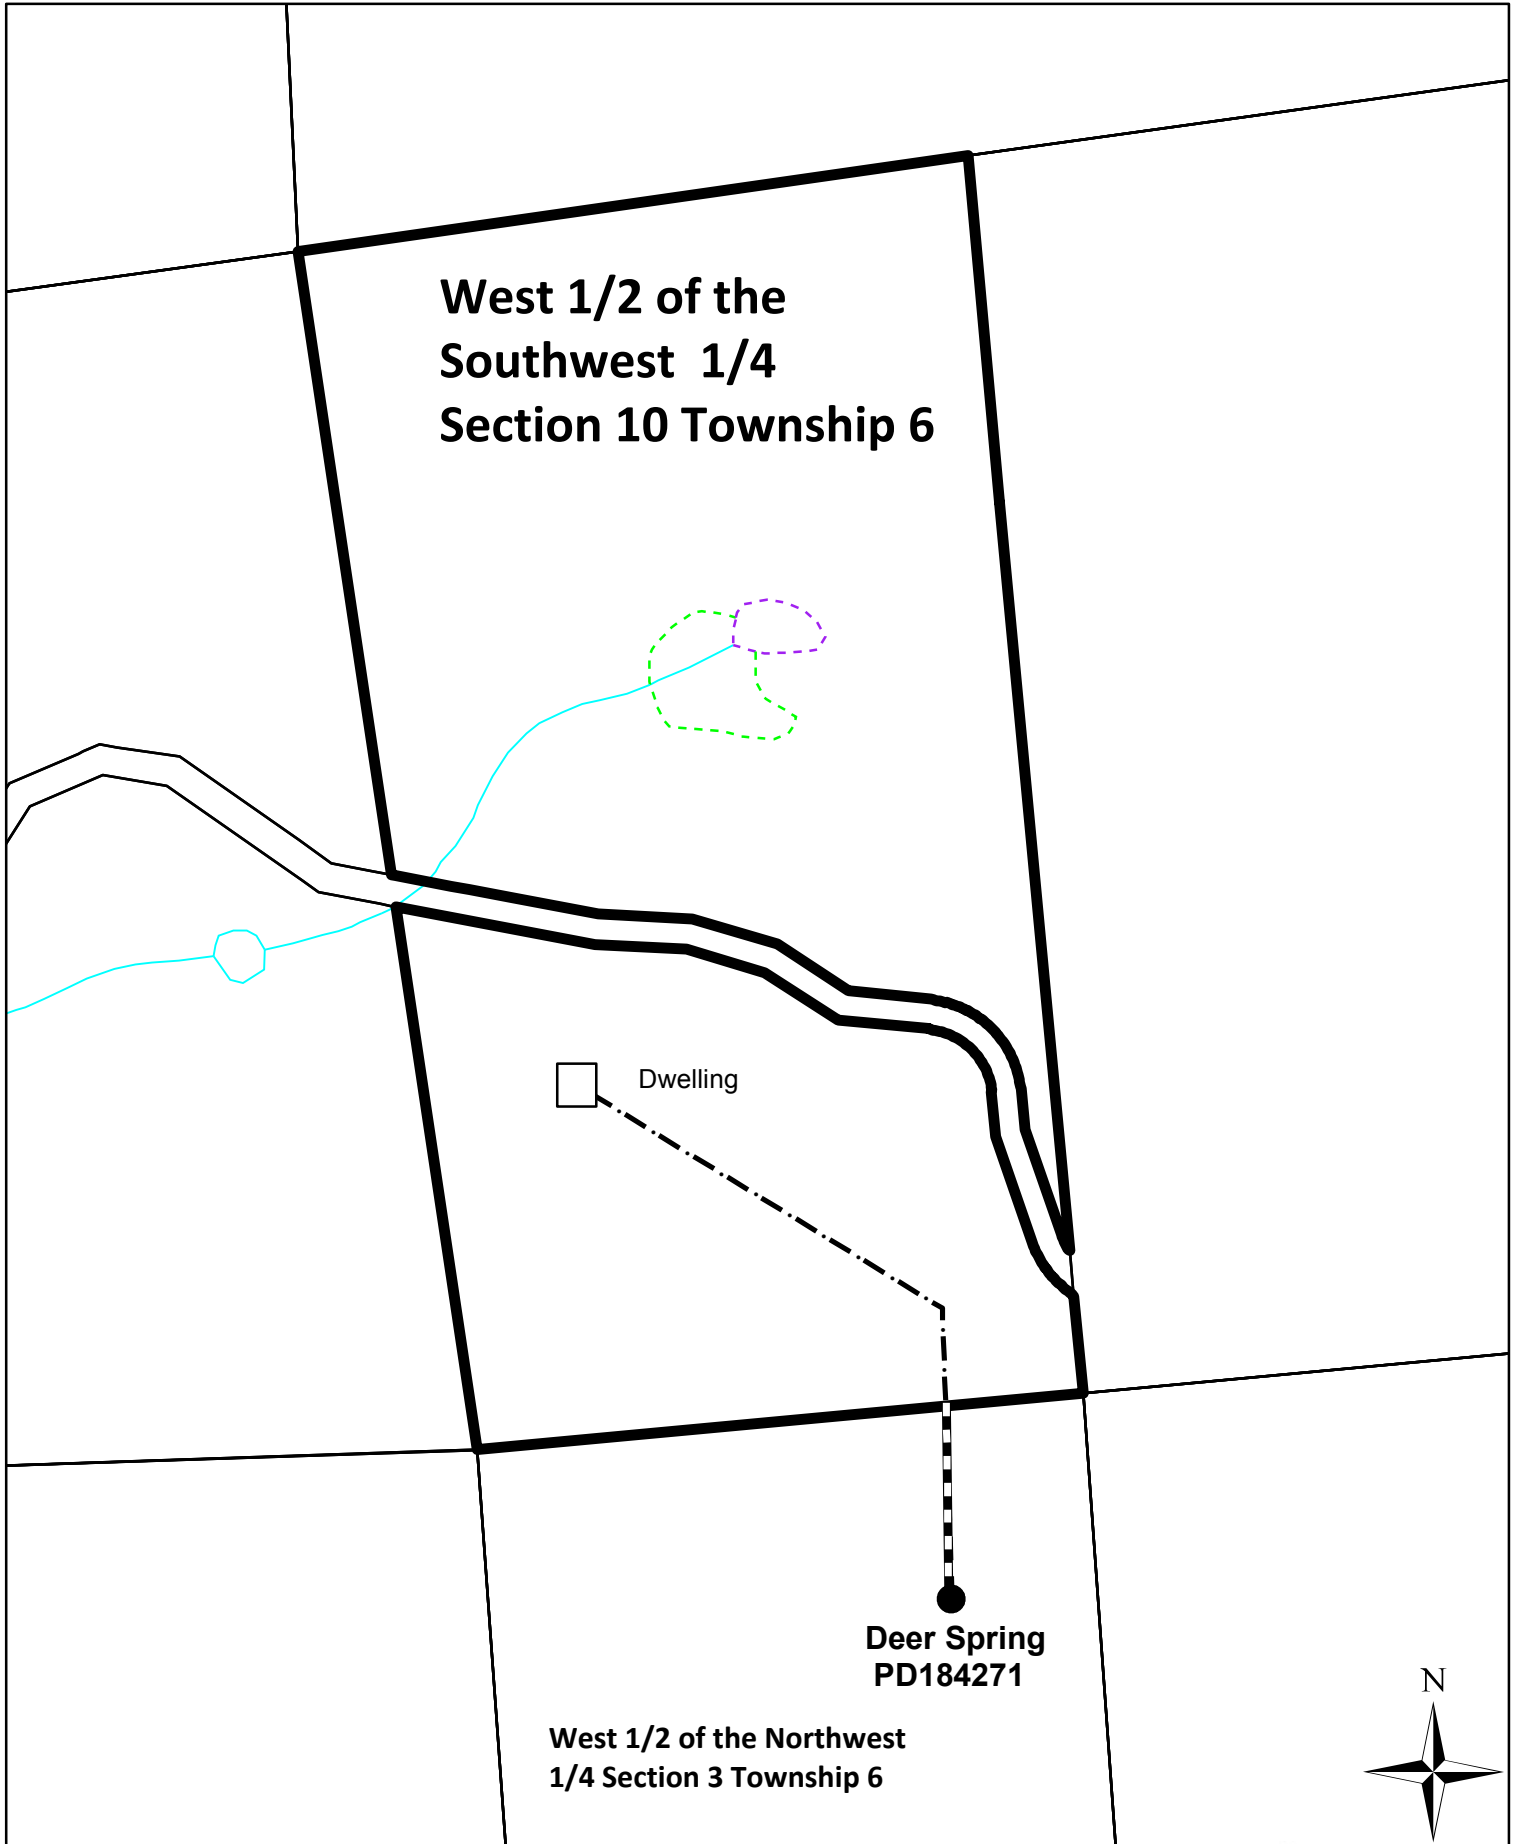 West 1/2 of the
Southwest 1/4
Section 10 Township 6
Dwelling
Deer Spring
PD184271
N
West 1/2 of the Northwest
1/4 Section 3 Township 6